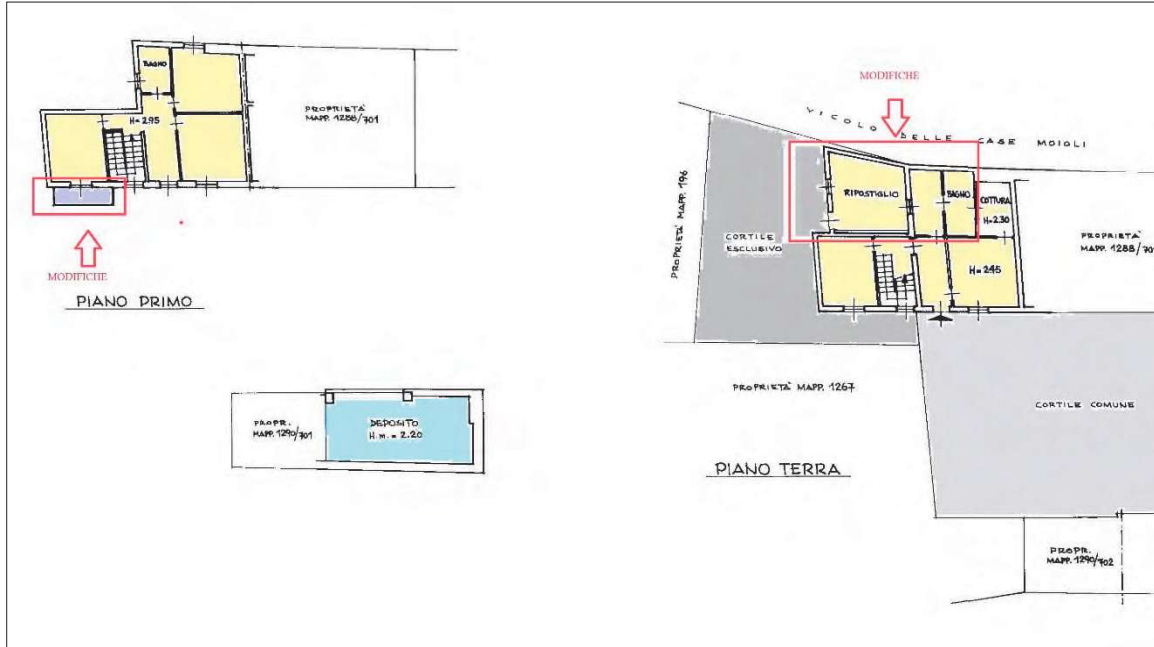 BAGNO
H=2.95
PROPRIETÀ
MAPP. 1288/701
MODIFICHE
PIANO PRIMO
PROPR.
MAPP. 1290/701
DEPOSITO
H.m. = 2.20
MODIFICHE
VICOLO DELLE CASE MOIOLI
PROPRIETÀ MAPP. 196
RIPOSTIGLIO
BAGNO
COTTURA
H=2.30
CORTILE
ESCLUSIVO
PROPRIETÀ
MAPP. 1288/70
H=245
PROPRIETÀ MAPP. 1267
CORTILE COMUNE
PIANO TERRA
PROPR.
MAPP. 1290/702